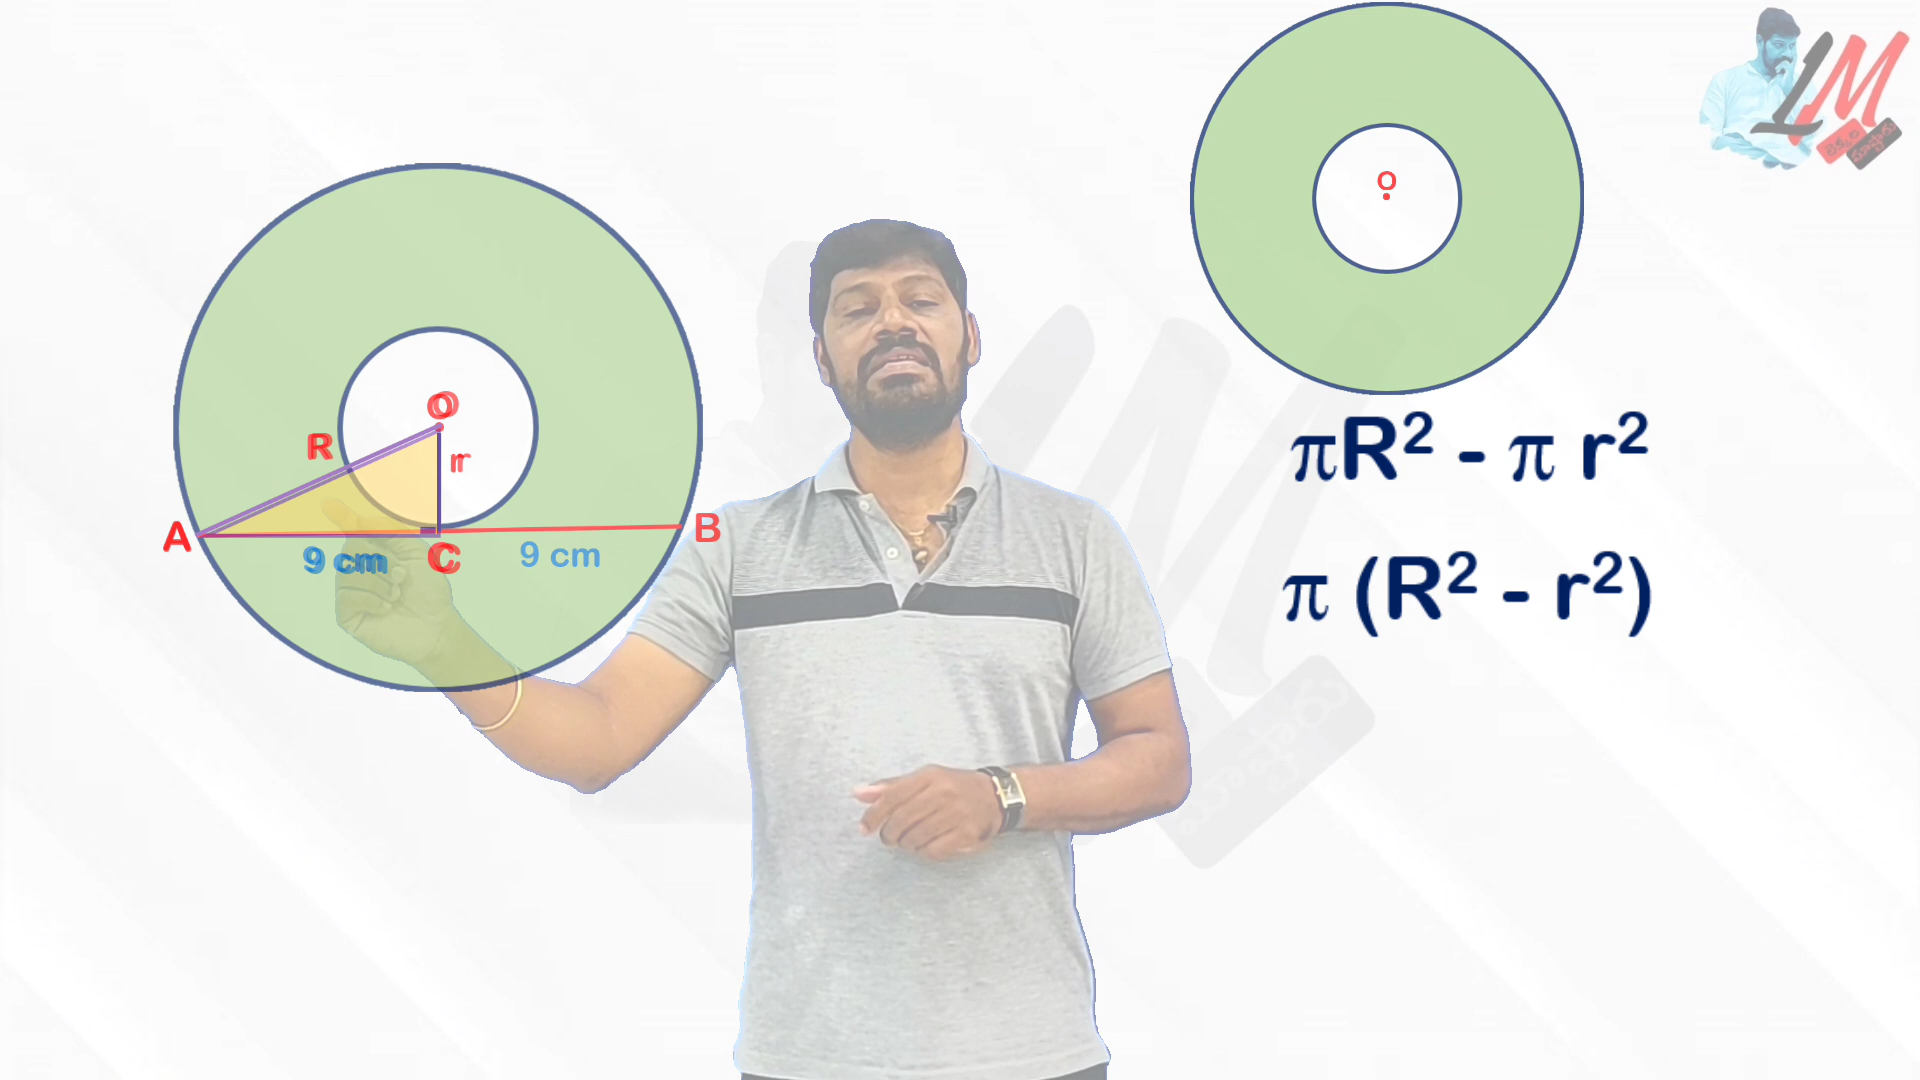 O
R
r
A
B
9 cm
C
9 cm
O
πR² - π r²
π (R² - r²)
LM